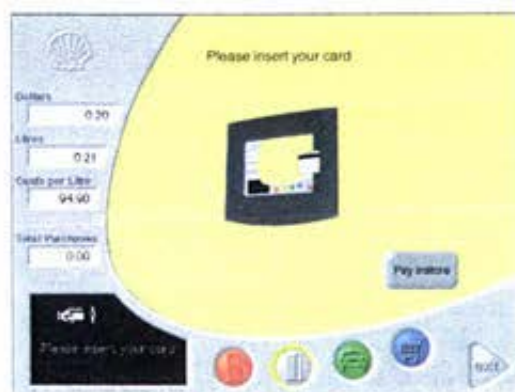 Please insert your card
Dollars
0.20
Litres
0.21
Cents per Litre
94.90
Total Purchases
0.00
Pay instore
Please insert your card